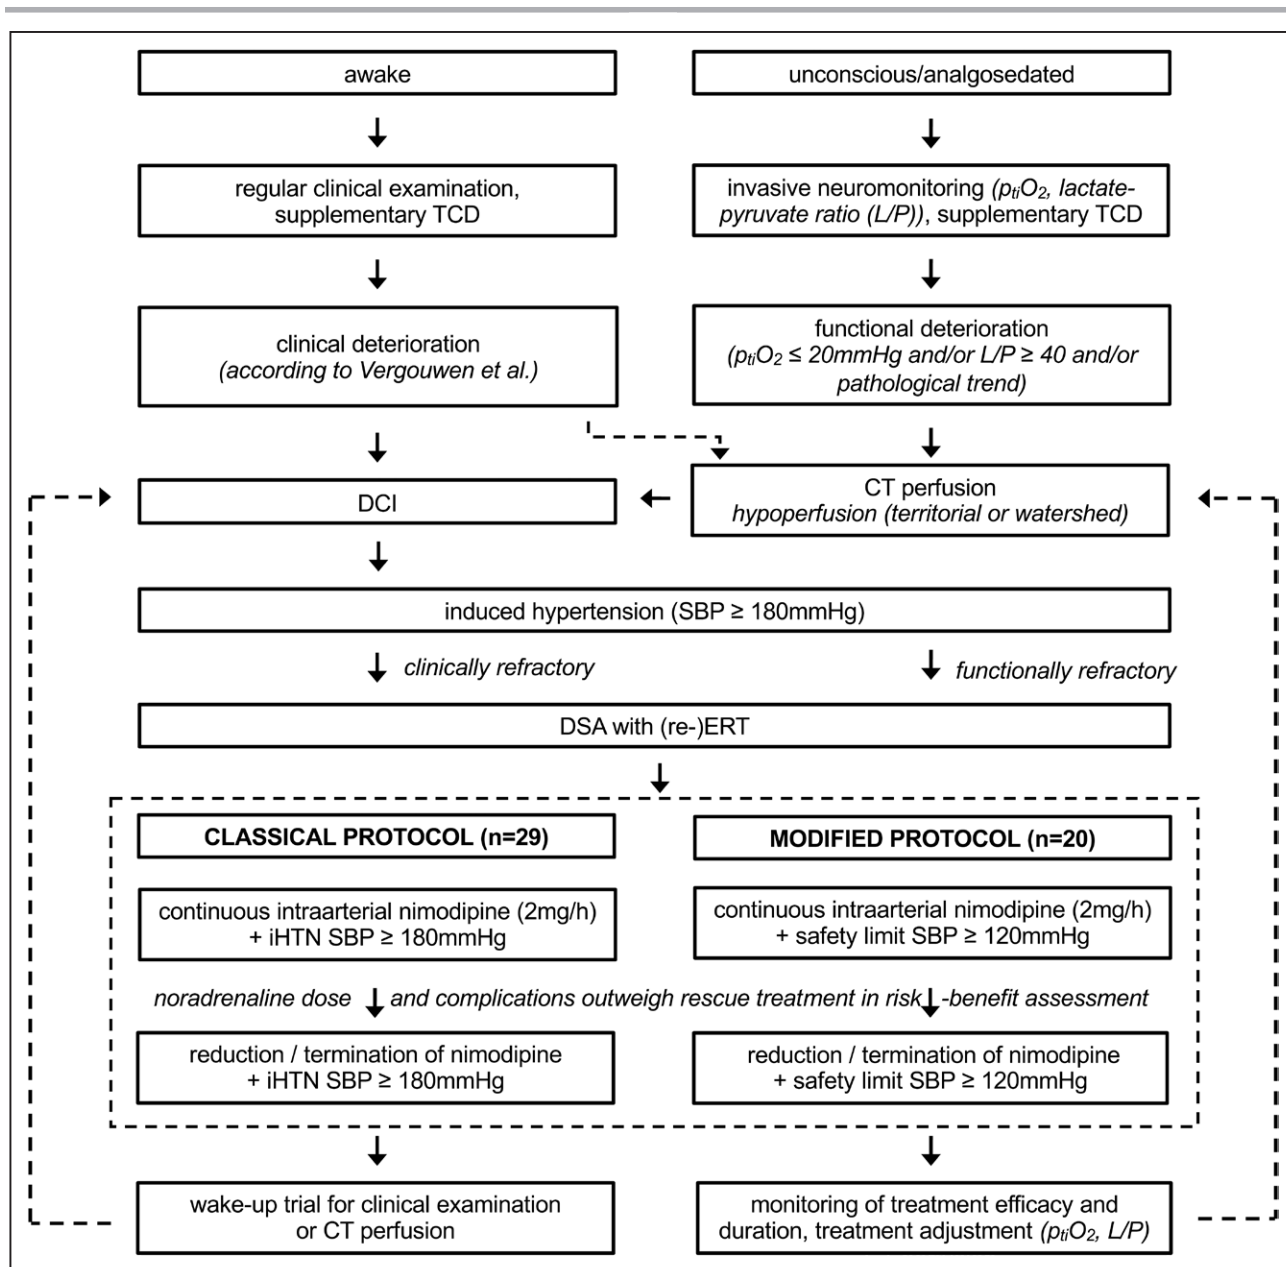 awake
unconscious/analgosedated
regular clinical examination,
supplementary TCD
invasive neuromonitoring (ptiO2, lactate-
pyruvate ratio (L/P)), supplementary TCD
clinical deterioration
(according to Vergouwen et al.)
functional deterioration
(ptiO2 ≤ 20mmHg and/or L/P ≥ 40 and/or
pathological trend)
DCI
CT perfusion
hypoperfusion (territorial or watershed)
induced hypertension (SBP ≥ 180mmHg)
clinically refractory
functionally refractory
DSA with (re-)ERT
CLASSICAL PROTOCOL (n=29)
MODIFIED PROTOCOL (n=20)
continuous intraarterial nimodipine (2mg/h)
+ iHTN SBP ≥ 180mmHg
continuous intraarterial nimodipine (2mg/h)
+ safety limit SBP ≥ 120mmHg
noradrenaline dose and complications outweigh rescue treatment in risk-benefit assessment
reduction / termination of nimodipine
+ iHTN SBP ≥ 180mmHg
reduction / termination of nimodipine
+ safety limit SBP ≥ 120mmHg
wake-up trial for clinical examination
or CT perfusion
monitoring of treatment efficacy and
duration, treatment adjustment (ptiO2, L/P)